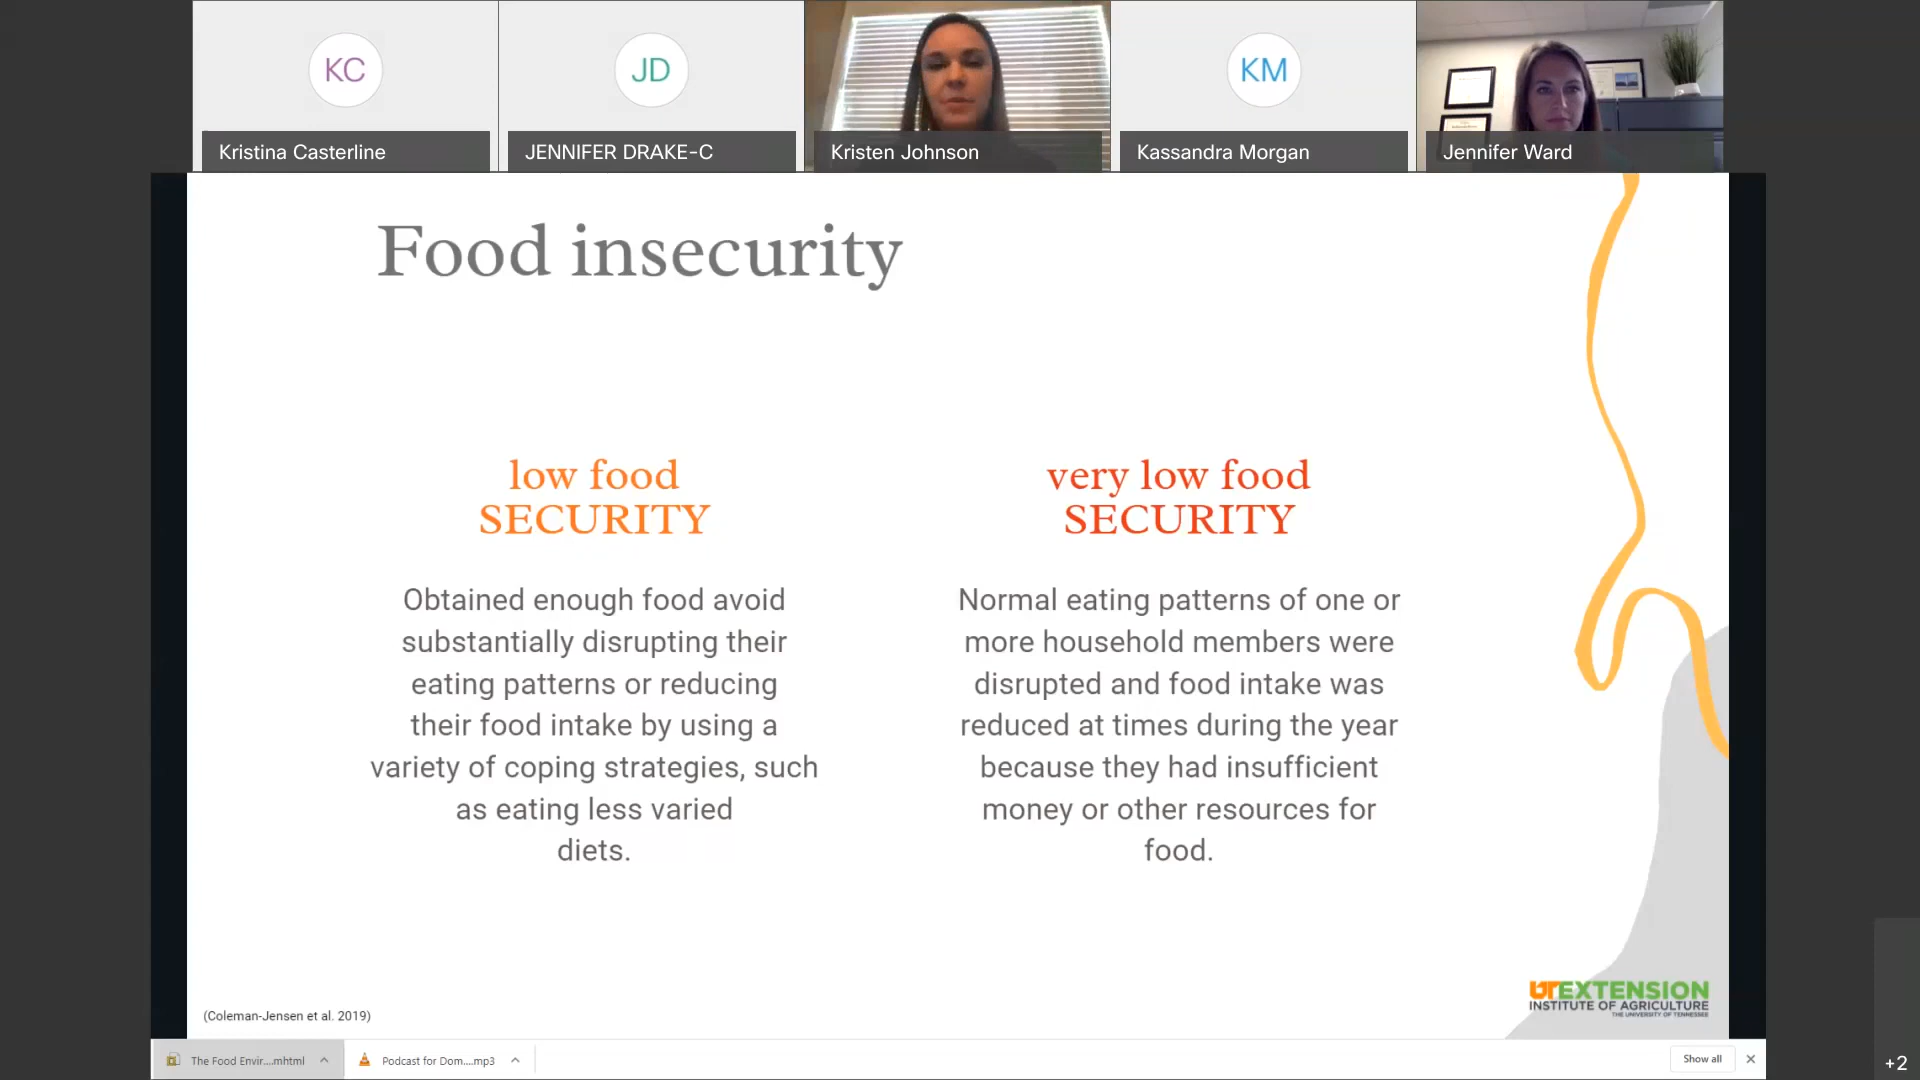 KC
JD
KM
Kristina Casterline
JENNIFER DRAKE-C
Kristen Johnson
Kassandra Morgan
Jennifer Ward
Food insecurity
low food
SECURITY
Obtained enough food avoid
substantially disrupting their
eating patterns or reducing
their food intake by using a
variety of coping strategies, such
as eating less varied
diets.
very low food
SECURITY
Normal eating patterns of one or
more household members were
disrupted and food intake was
reduced at times during the year
because they had insufficient
money or other resources for
food.
(Coleman-Jensen et al. 2019)
UTEXTENSION
INSTITUTE OF AGRICULTURE
THE UNIVERSITY OF TENNESSEE
The Food Envir....mhtml
Podcast for Dom....mp3
Show all
+2